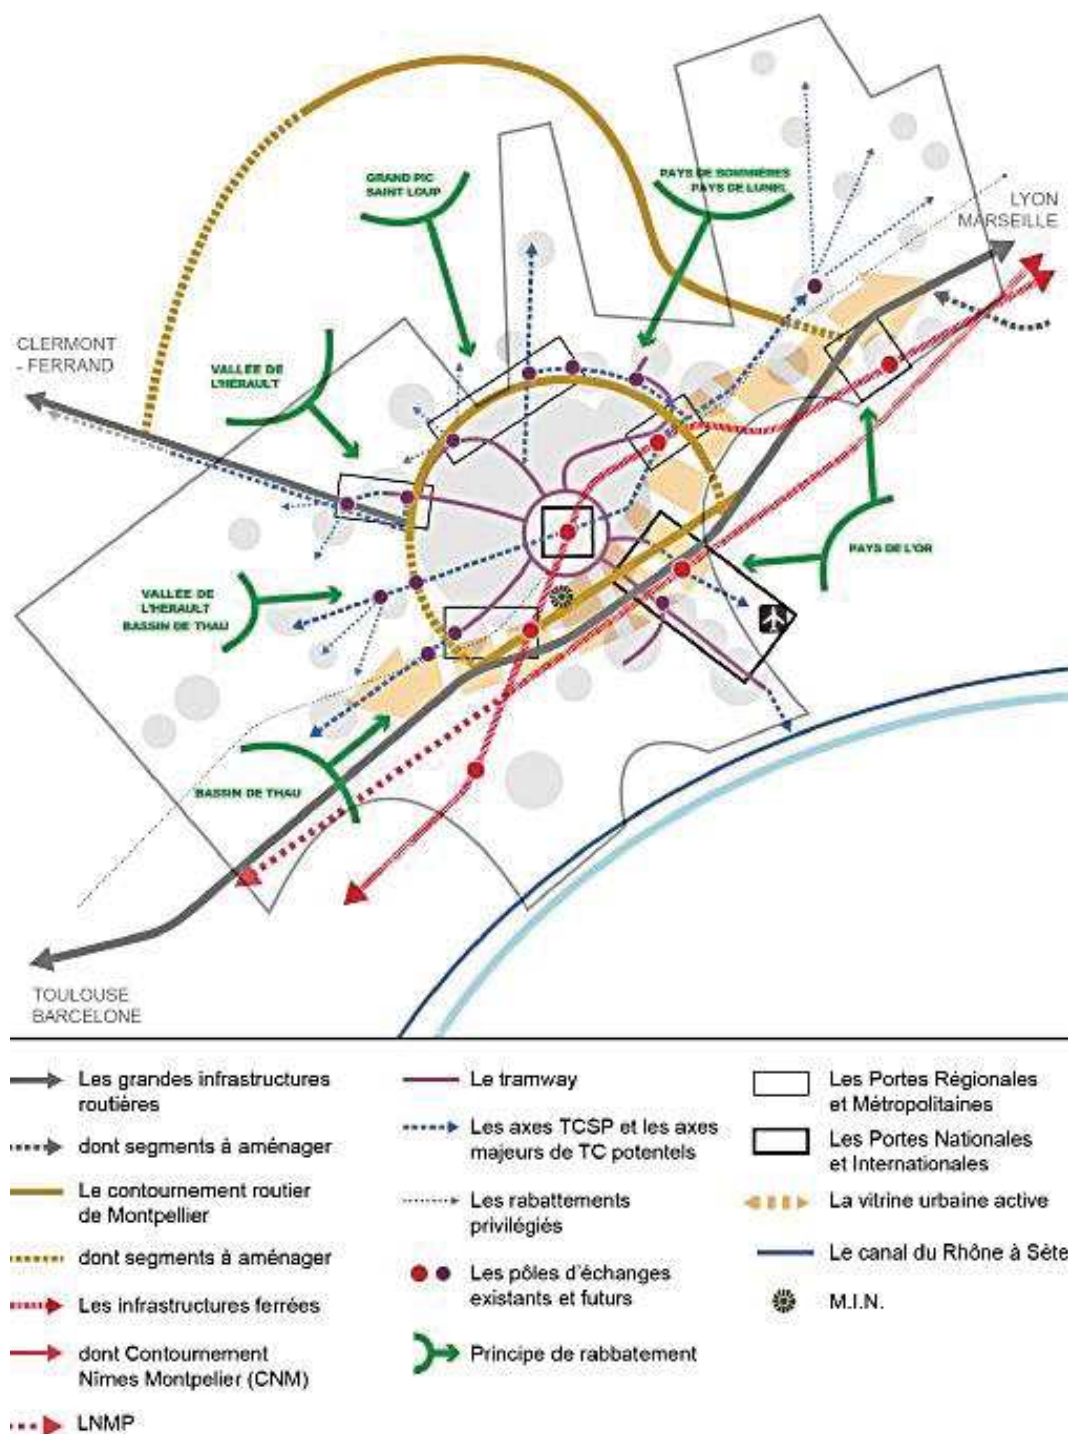 GRAND PIC
SAINT LOUP
PAYS DE SOMMIÈRES
PAYS DE LUNEL
LYON
MARSEILLE
CLERMONT
- FERRAND
VALLÉE DE
L'HÉRAULT
PAYS DE L'OR
VALLÉE DE
L'HÉRAULT
BASSIN DE THAU
BASSIN DE THAU
TOULOUSE
BARCELONE
Les grandes infrastructures
routières
dont segments à aménager
Le contournement routier
de Montpellier
dont segments à aménager
Les infrastructures ferrées
dont Contournement
Nîmes Montpelier (CNM)
LNMP
Le tramway
Les axes TCSP et les axes
majeurs de TC potentels
Les rabattements
privilégiés
Les pôles d'échanges
existants et futurs
Principe de rabbatement
Les Portes Régionales
et Métropolitaines
Les Portes Nationales
et Internationales
La vitrine urbaine active
Le canal du Rhône à Sète
M.I.N.